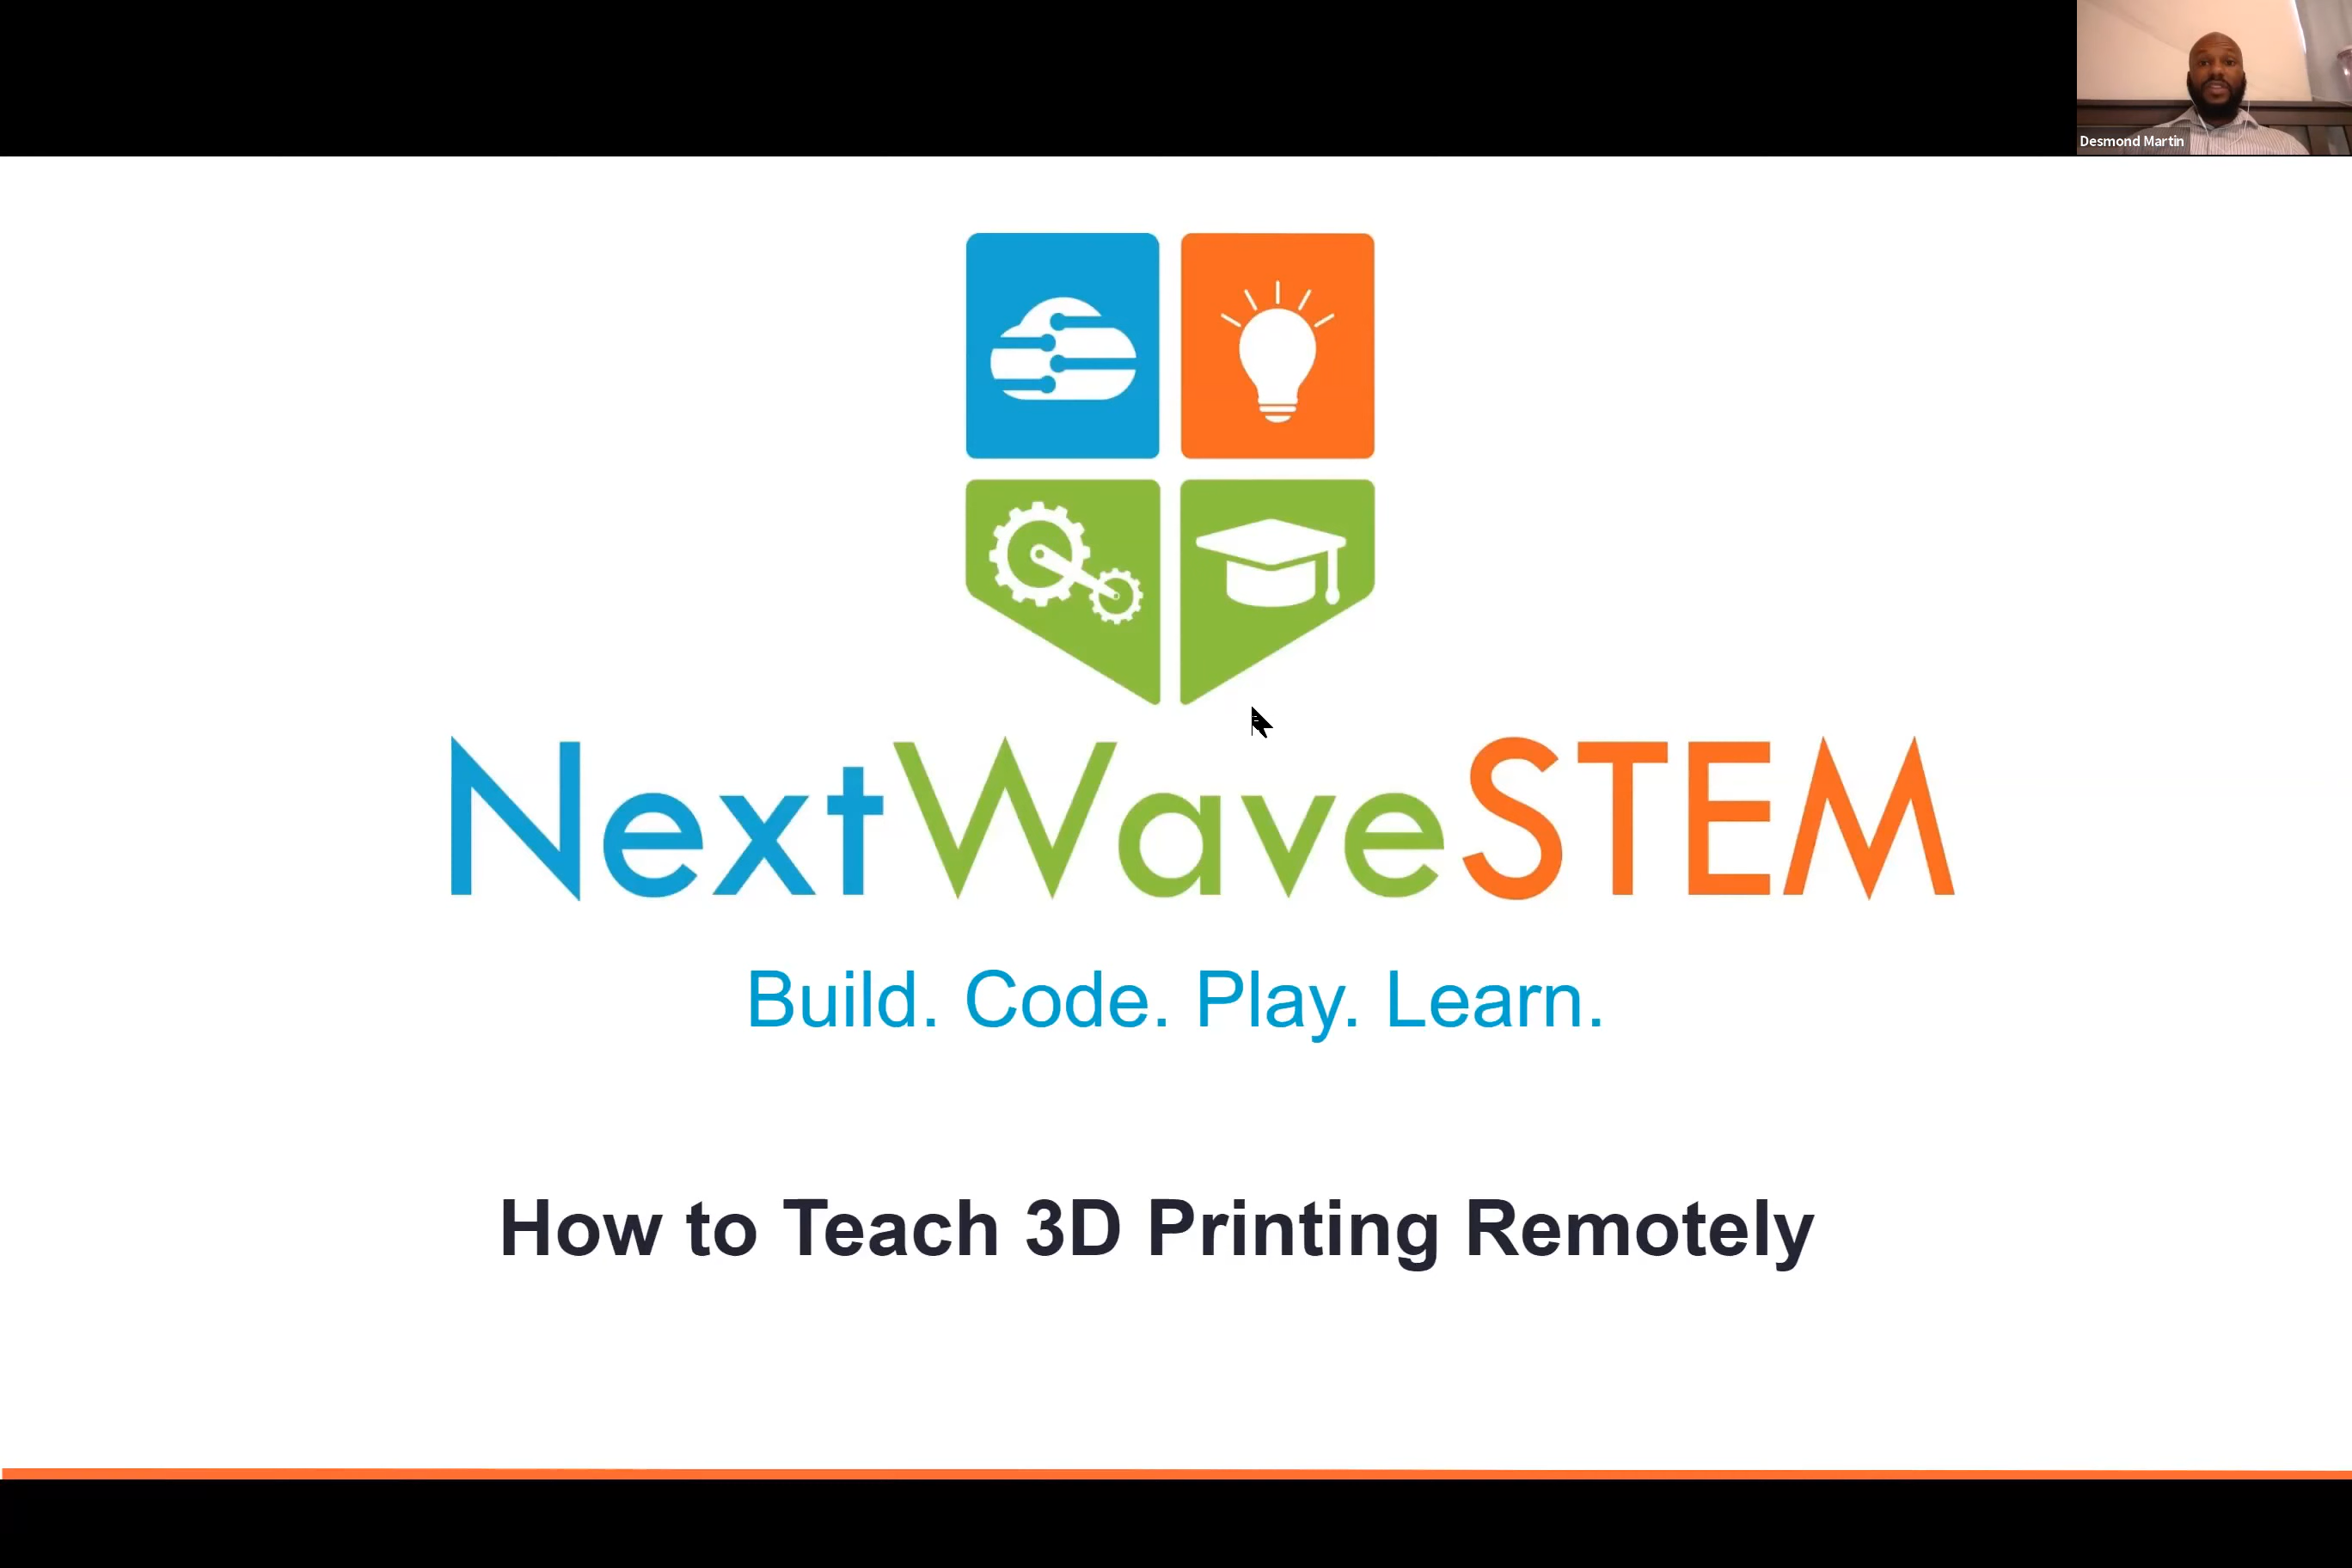 Desmond Martin
NextWaveSTEM
Build. Code. Play. Learn.
How to Teach 3D Printing Remotely